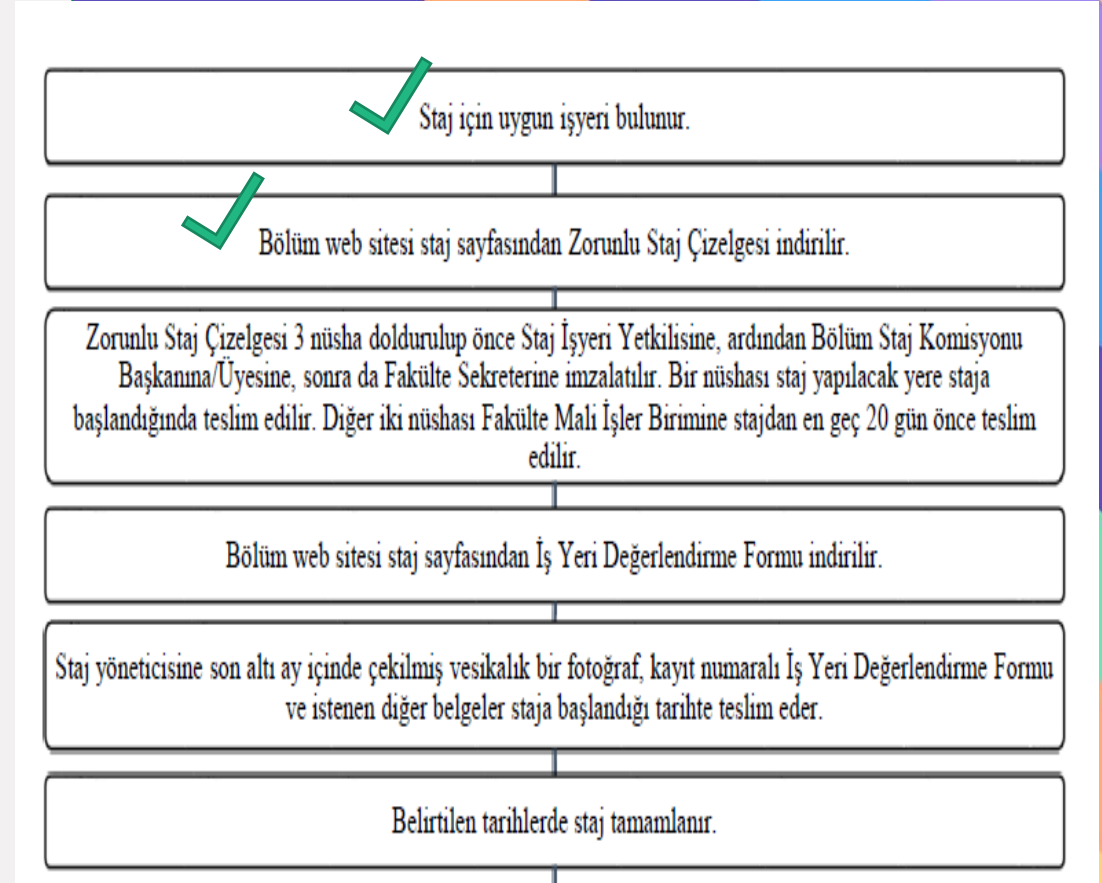 Staj için uygun işyeri bulunur.
Bölüm web sitesi staj sayfasından Zorunlu Staj Çizelgesi indirilir.
Zorunlu Staj Çizelgesi 3 nüsha doldurulup önce Staj İşyeri Yetkilisine, ardından Bölüm Staj Komisyonu
Başkanına/Üyesine, sonra da Fakülte Sekreterine imzalatılır. Bir nüshası staj yapılacak yere staja
başlandığında teslim edilir. Diğer iki nüshası Fakülte Mali İşler Birimine stajdan en geç 20 gün önce teslim
edilir.
Bölüm web sitesi staj sayfasından İş Yeri Değerlendirme Formu indirilir.
Staj yöneticisine son altı ay içinde çekilmiş vesikalık bir fotoğraf, kayıt numaralı İş Yeri Değerlendirme Formu
ve istenen diğer belgeler staja başlandığı tarihte teslim eder.
Belirtilen tarihlerde staj tamamlanır.